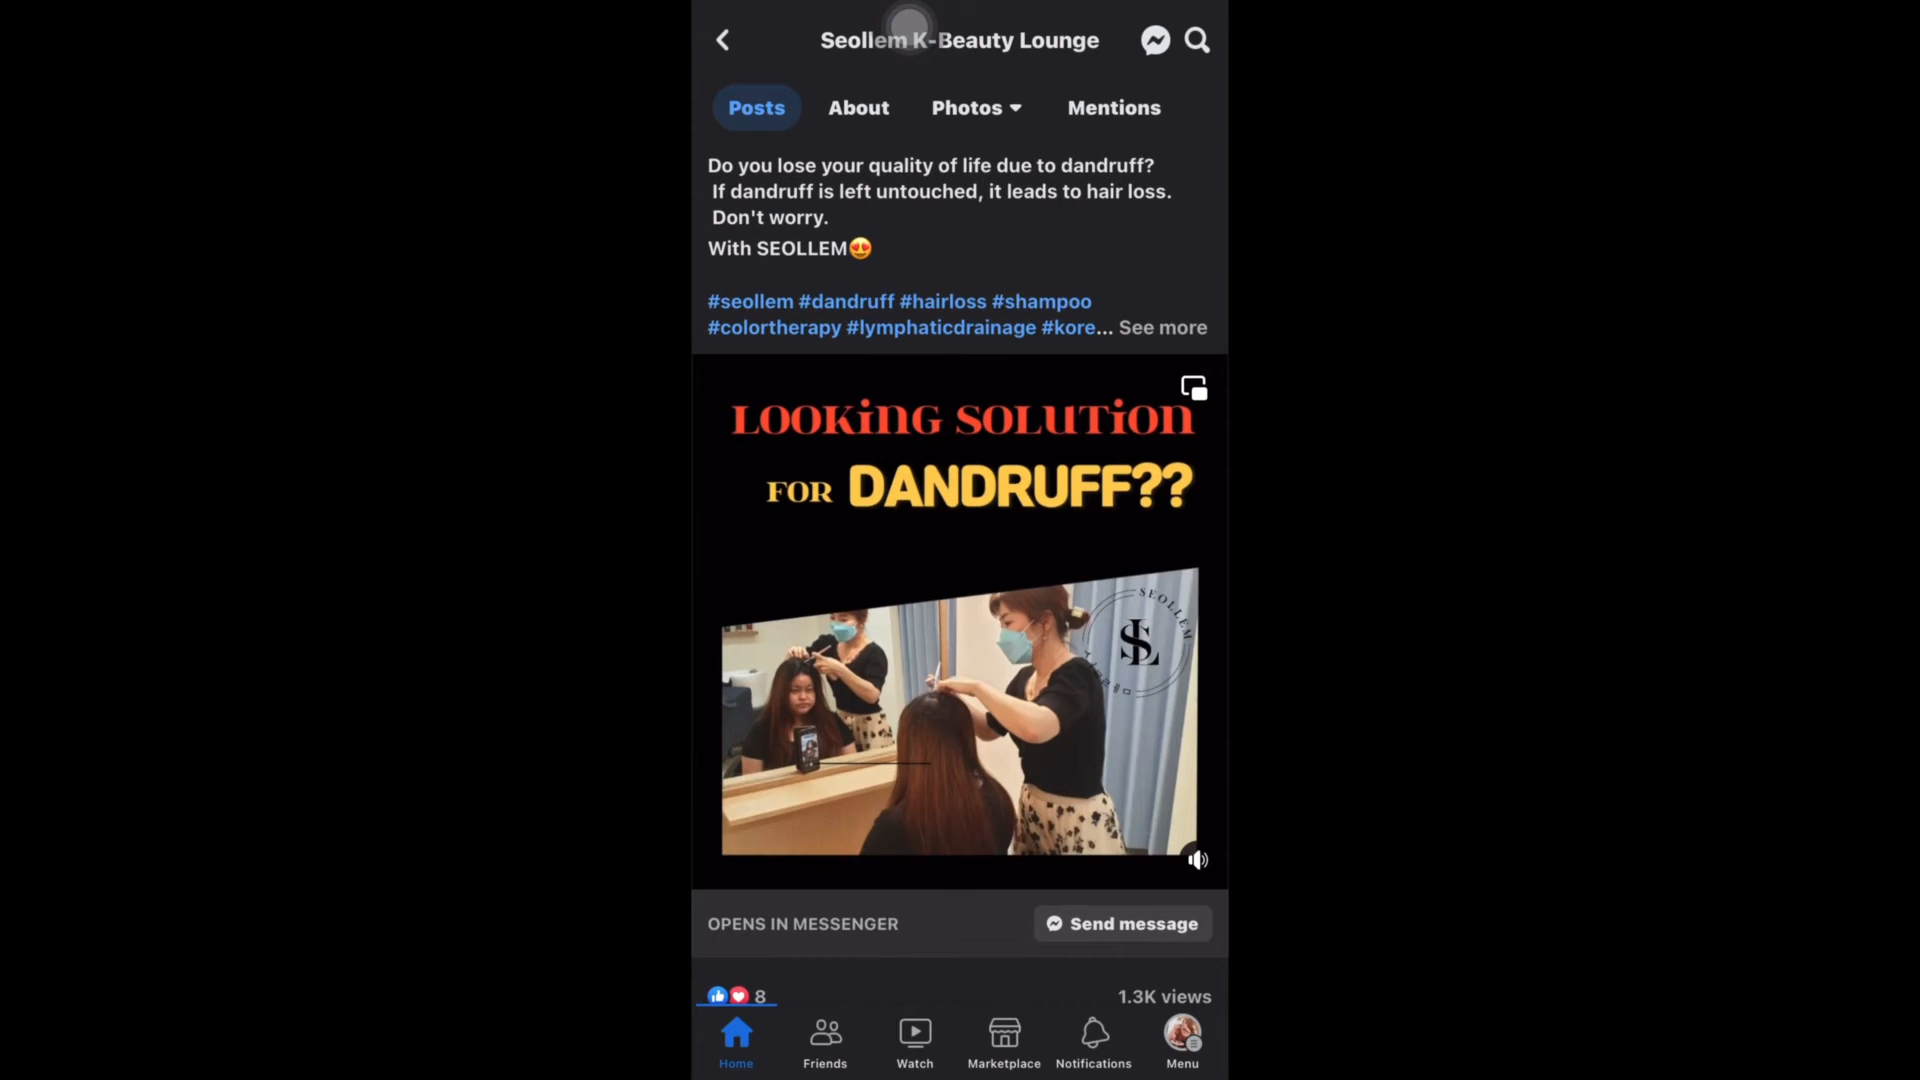 Seollem K-Beauty Lounge
Posts About Photos Mentions
Do you lose your quality of life due to dandruff?
If dandruff is left untouched, it leads to hair loss.
Don't worry.
With SEOLLEM😍
#seollem #dandruff #hairloss #shampoo
#colortherapy #lymphaticdrainage #kore... See more
LOOKiNG SOLUTiON
FOR DANDRUFF??
SEOLLEM
SL
OPENS IN MESSENGER Send message
8 1.3K views
Home Friends Watch Marketplace Notifications Menu